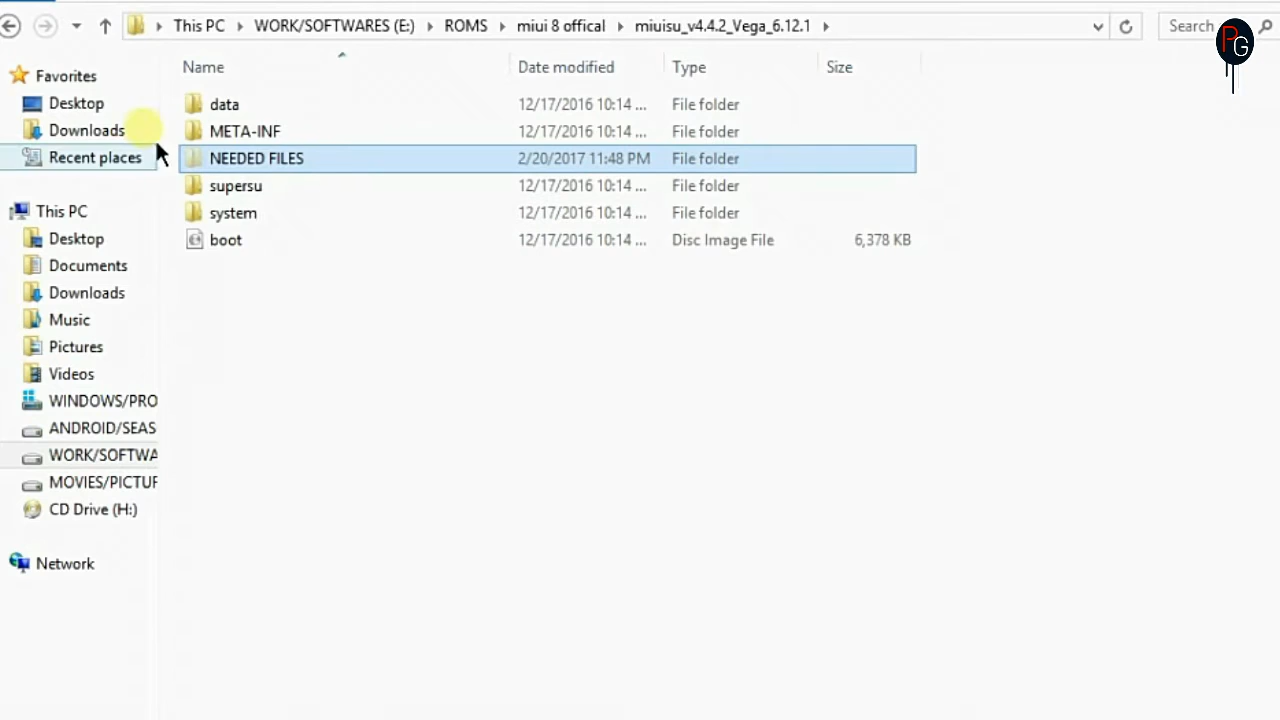 This PC WORK/SOFTWARES (E:) ROMS miui 8 offical miuisu_v4.4.2_Vega_6.12.1 Search
PG
Name Date modified Type Size
Favorites
Desktop
Downloads
Recent places
This PC
Desktop
Documents
Downloads
Music
Pictures
Videos
WINDOWS/PRO
ANDROID/SEAS
WORK/SOFTWA
MOVIES/PICTUR
CD Drive (H:)
Network
data 12/17/2016 10:14 ... File folder
META-INF 12/17/2016 10:14 ... File folder
NEEDED FILES 2/20/2017 11:48 PM File folder
supersu 12/17/2016 10:14 ... File folder
system 12/17/2016 10:14 ... File folder
boot 12/17/2016 10:14 ... Disc Image File 6,378 KB